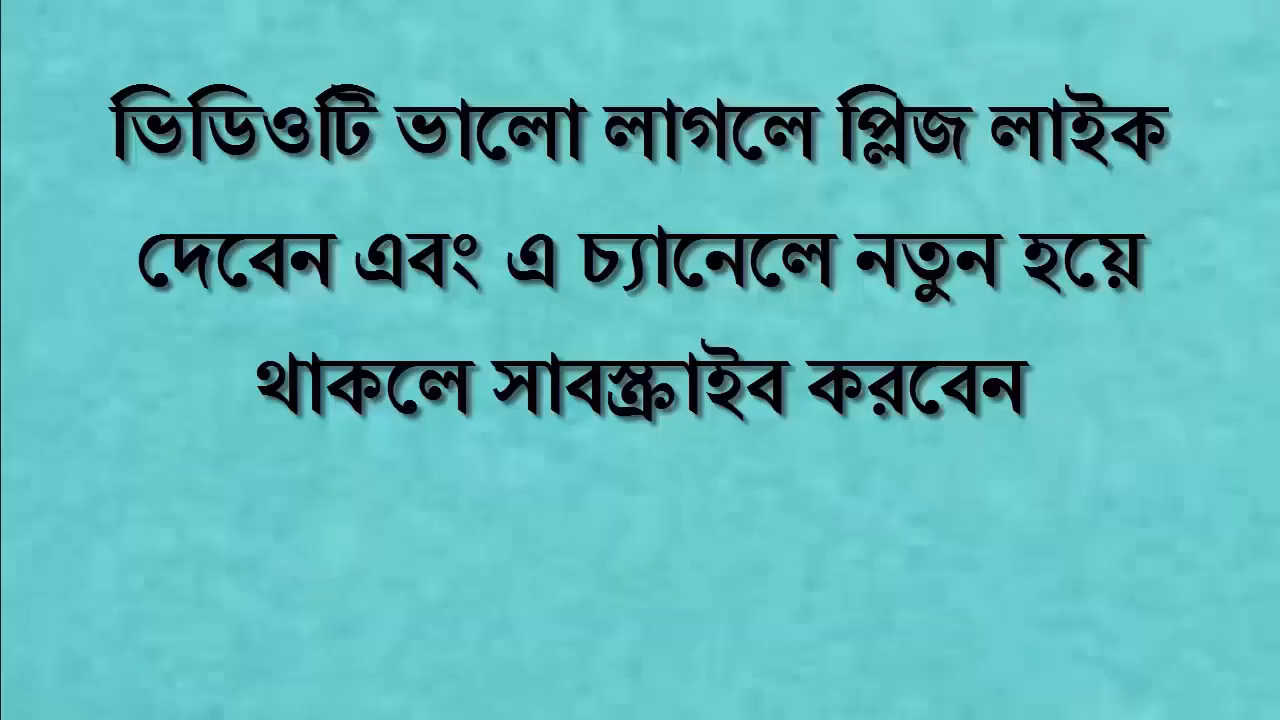 ভিডিওটি ভালো লাগলে প্লিজ লাইক
দেবেন এবং এ চ্যানেলে নতুন হয়ে
থাকলে সাবস্ক্রাইব করবেন